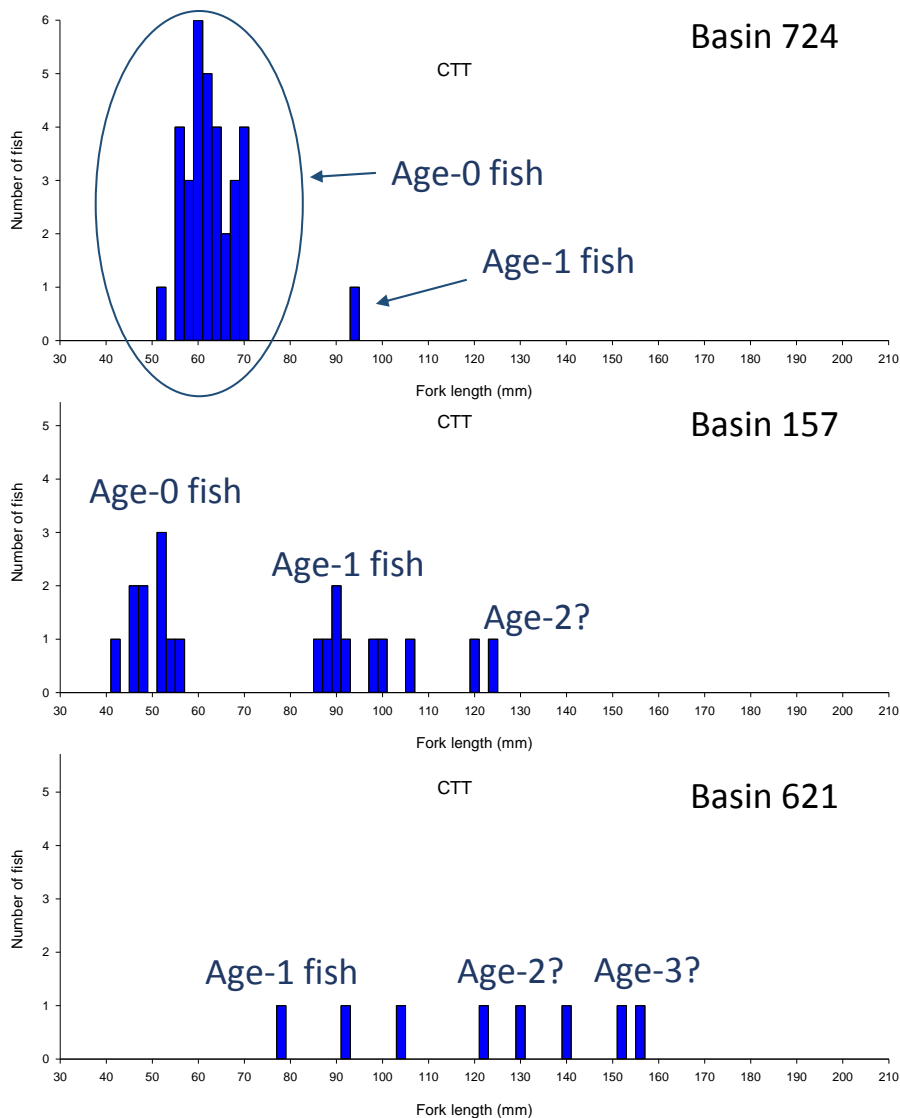 Basin 724
CTT
Number of fish
6
5
4
3
2
1
0
Age-0 fish
Age-1 fish
30 40 50 60 70 80 90 100 110 120 130 140 150 160 170 180 190 200 210
Fork length (mm)
Basin 157
CTT
Number of fish
5
4
3
2
1
0
Age-0 fish
Age-1 fish
Age-2?
30 40 50 60 70 80 90 100 110 120 130 140 150 160 170 180 190 200 210
Fork length (mm)
Basin 621
CTT
Number of fish
5
4
3
2
1
0
Age-1 fish
Age-2?
Age-3?
30 40 50 60 70 80 90 100 110 120 130 140 150 160 170 180 190 200 210
Fork length (mm)